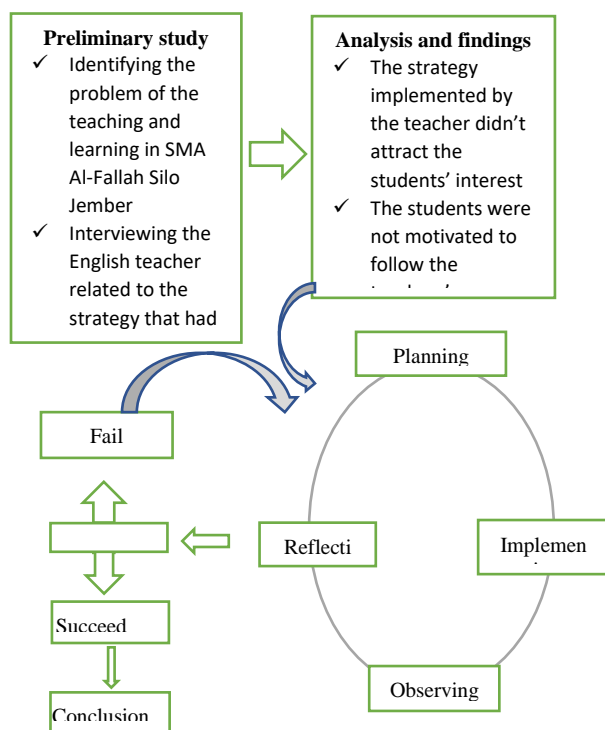 Preliminary study
✓ Identifying the
problem of the
teaching and
learning in SMA
Al-Fallah Silo
Jember
✓ Interviewing the
English teacher
related to the
strategy that had
Analysis and findings
✓ The strategy
implemented by
the teacher didn’t
attract the
students’ interest
✓ The students were
not motivated to
follow the
Planning
Fail
Reflecti
Implemen
Succeed
Observing
Conclusion